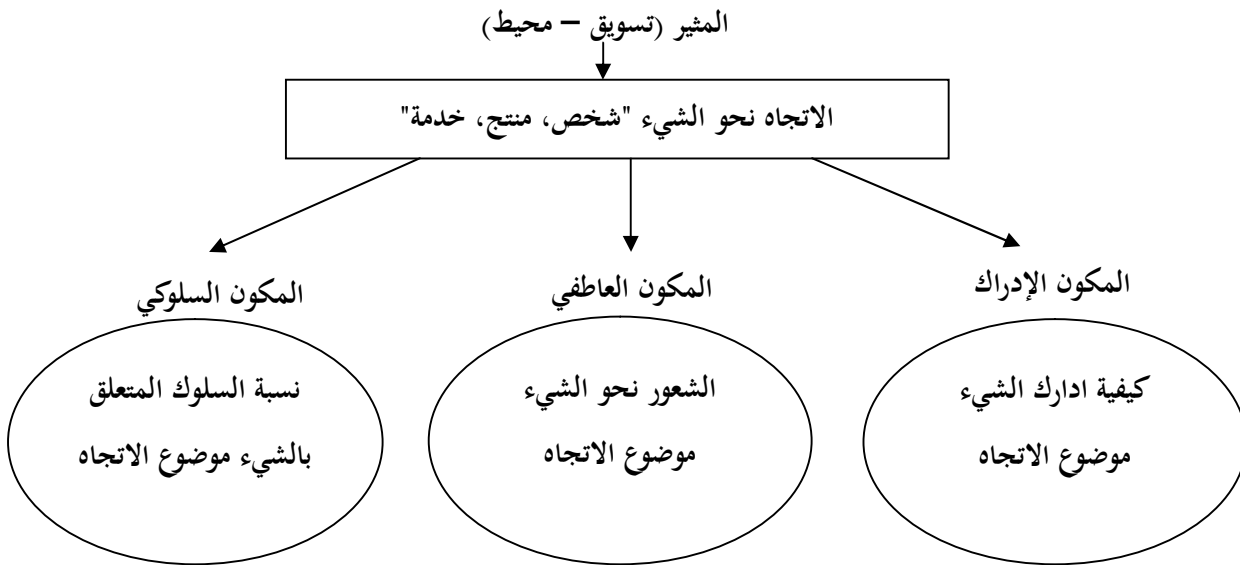 المثير (تسويق – محيط)
الاتجاه نحو الشيء "شخص، منتج، خدمة"
المكون الإدراك
المكون العاطفي
المكون السلوكي
كيفية ادارك الشيء
موضوع الاتجاه
الشعور نحو الشيء
موضوع الاتجاه
نسبة السلوك المتعلق
بالشيء موضوع الاتجاه